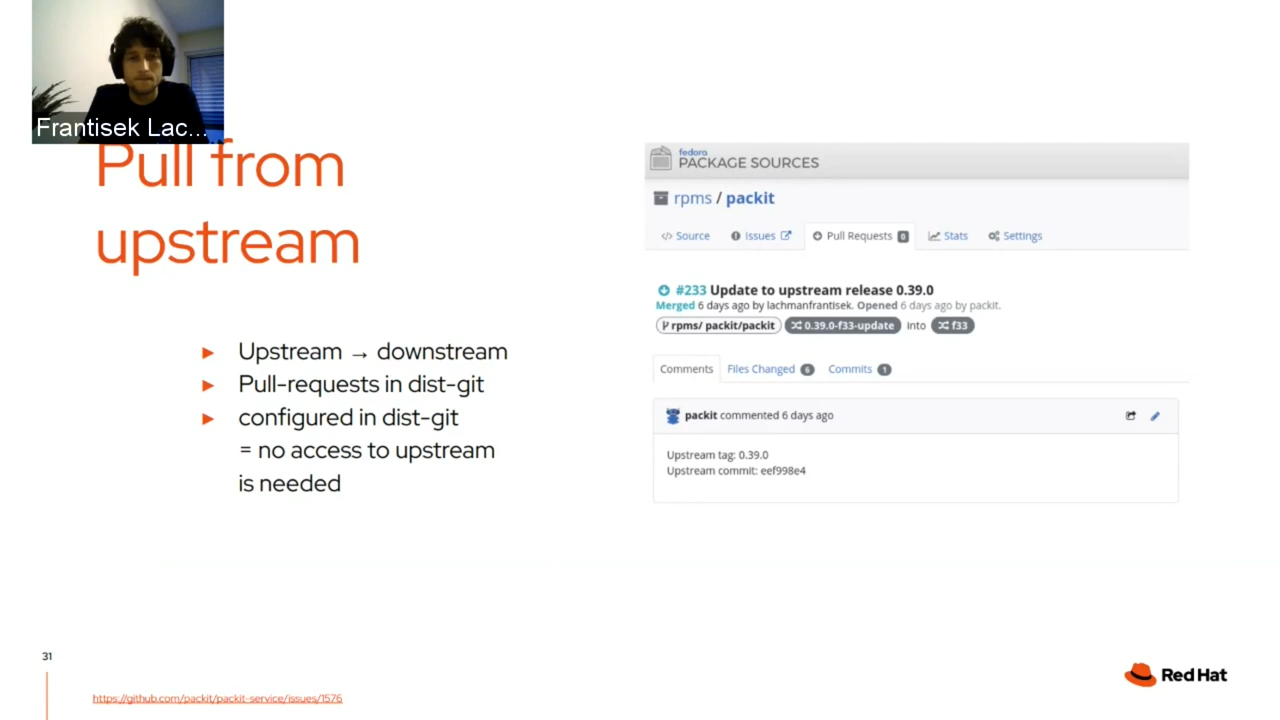 Frantisek Lac...
Pull from
upstream
► Upstream → downstream
► Pull-requests in dist-git
► configured in dist-git
= no access to upstream
is needed
fedora
PACKAGE SOURCES
rpms / packit
Source Issues Pull Requests 0 Stats Settings
#233 Update to upstream release 0.39.0
Merged 6 days ago by lachmanfrantisek. Opened 6 days ago by packit.
rpms/ packit/packit 0.39.0-f33-update into f33
Comments Files Changed 6 Commits 1
packit commented 6 days ago
Upstream tag: 0.39.0
Upstream commit: eef998e4
31
https://github.com/packit/packit-service/issues/1576
Red Hat